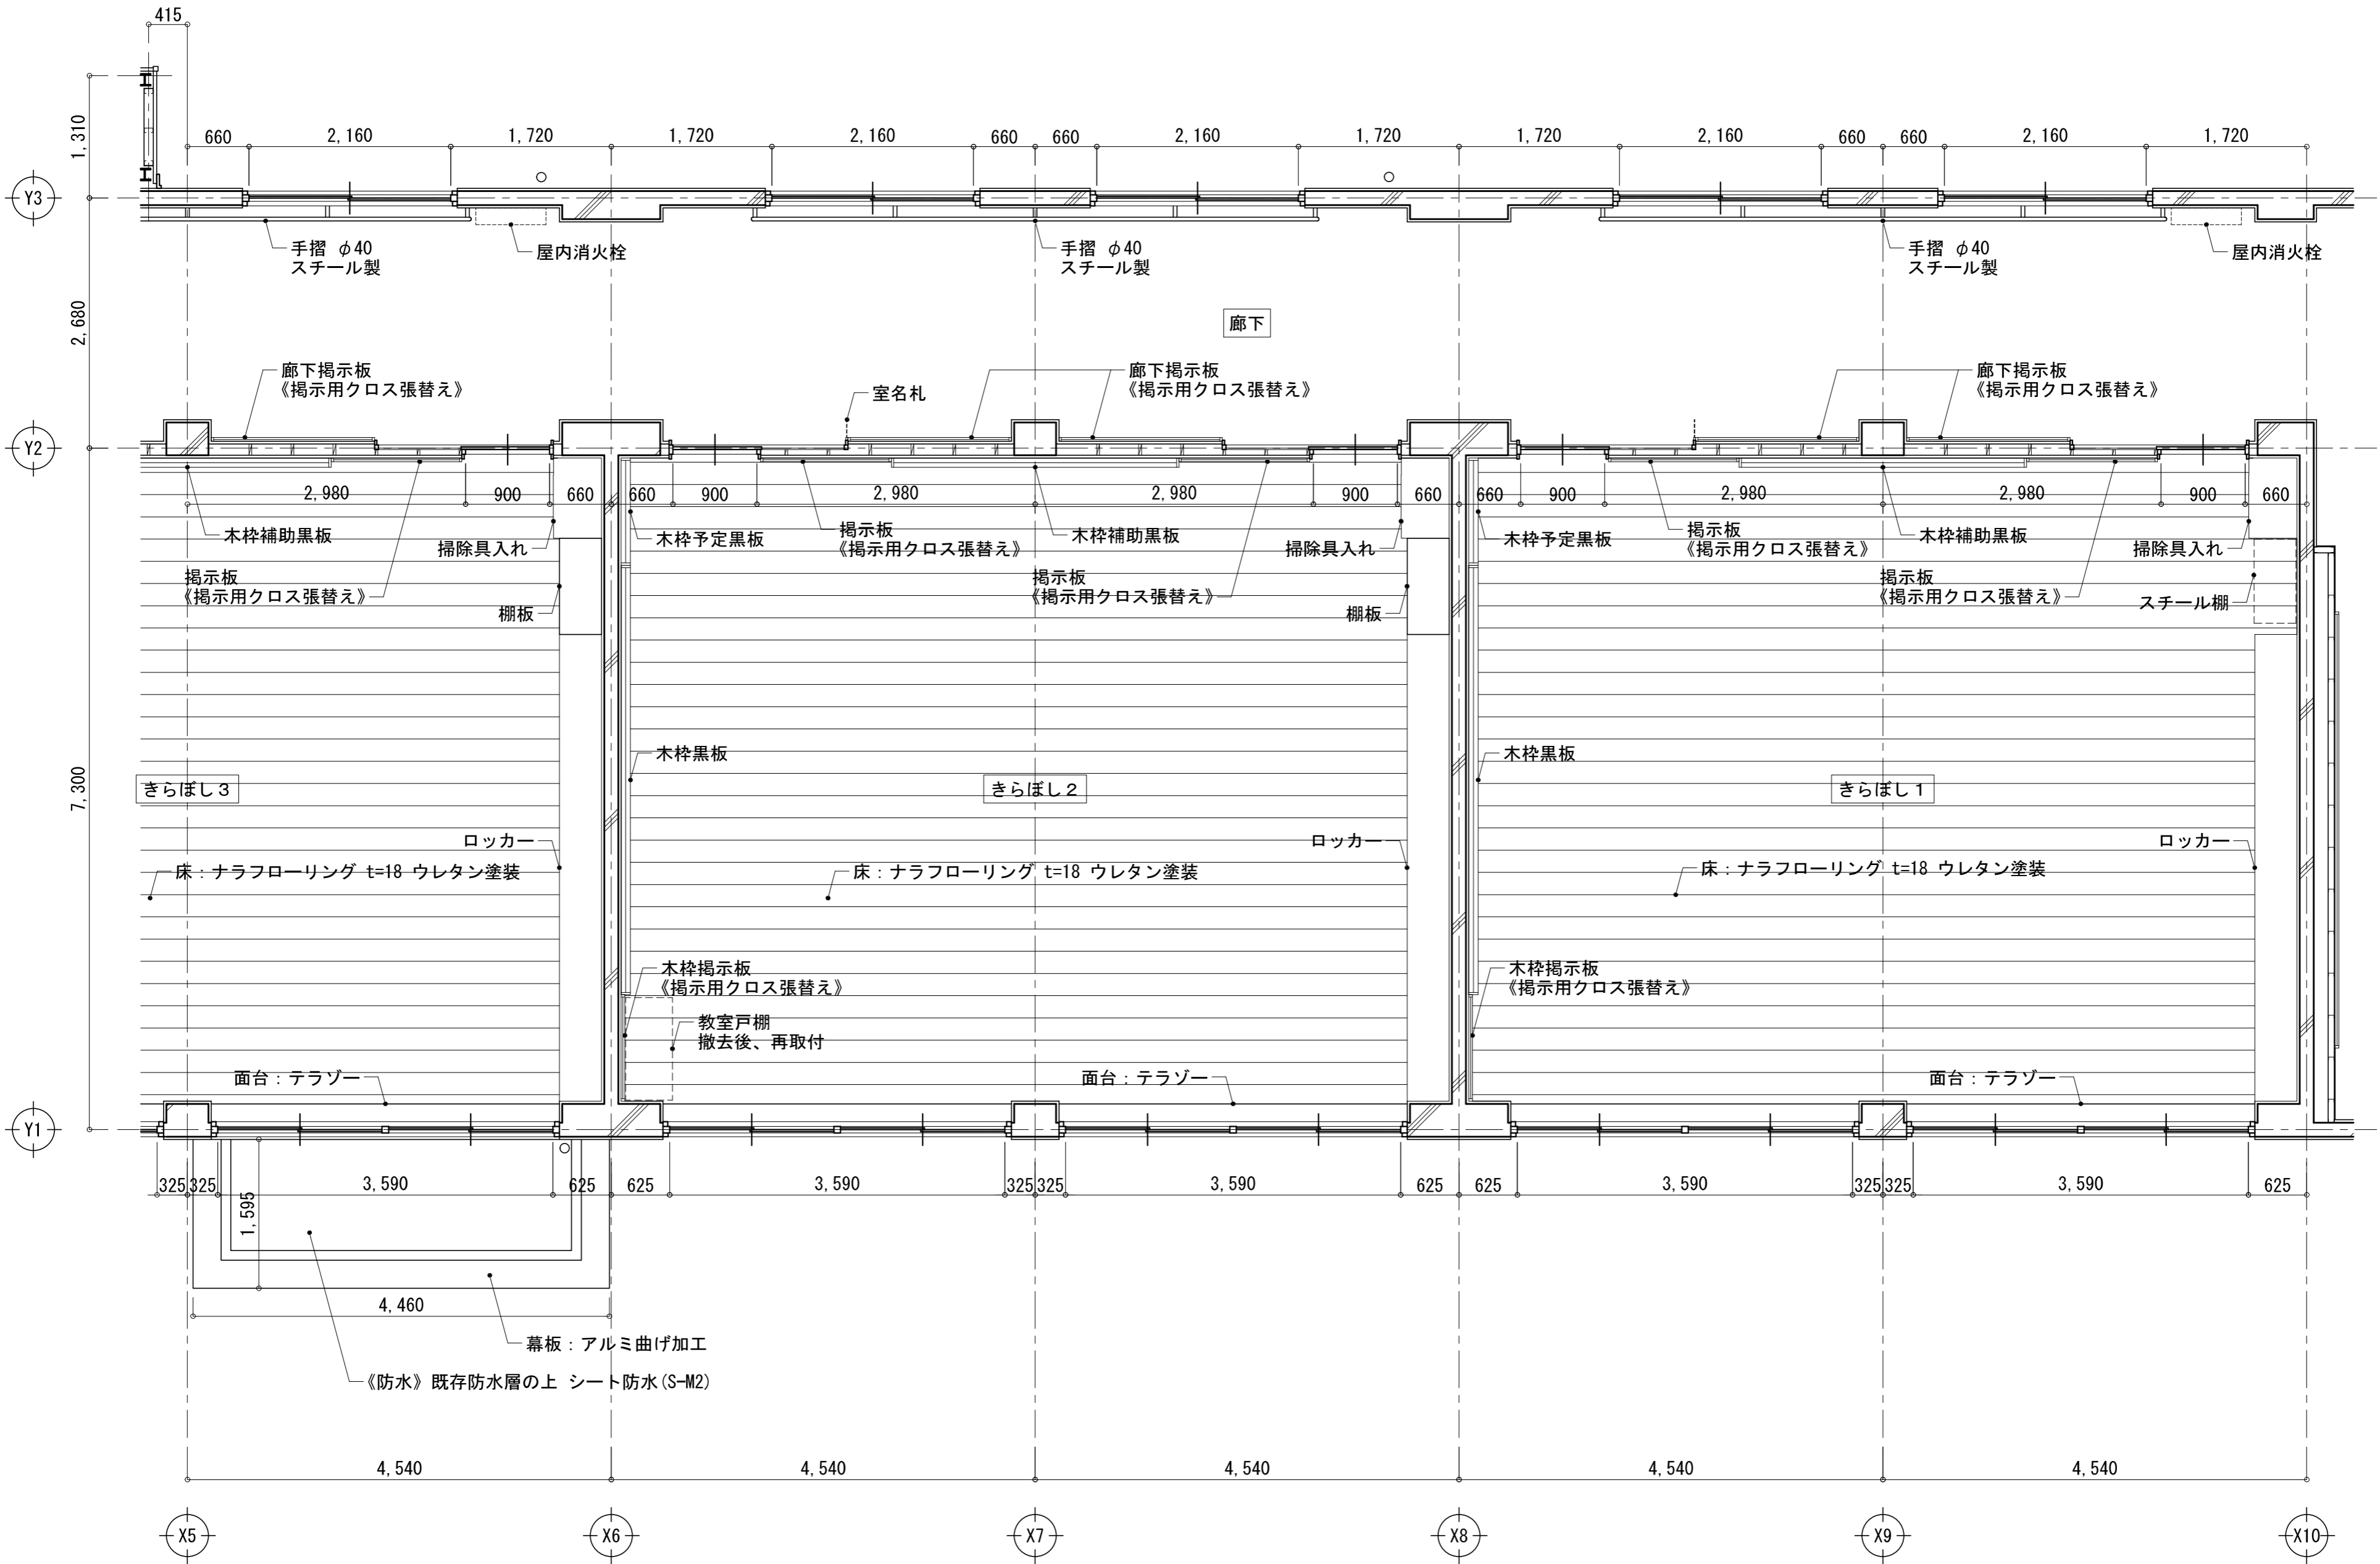 415
1,310
660
2,160
1,720
1,720
2,160
660
660
2,160
1,720
1,720
2,160
660
660
2,160
1,720
Y3
手摺 φ40
スチール製
屋内消火栓
手摺 φ40
スチール製
手摺 φ40
スチール製
屋内消火栓
2,680
廊下
廊下掲示板
《掲示用クロス張替え》
室名札
廊下掲示板
《掲示用クロス張替え》
廊下掲示板
《掲示用クロス張替え》
Y2
2,980
900
660
660
900
2,980
2,980
900
660
660
900
2,980
2,980
900
660
木枠補助黒板
掃除具入れ
木枠予定黒板
掲示板
《掲示用クロス張替え》
木枠補助黒板
掃除具入れ
木枠予定黒板
掲示板
《掲示用クロス張替え》
木枠補助黒板
掃除具入れ
掲示板
《掲示用クロス張替え》
棚板
掲示板
《掲示用クロス張替え》
棚板
掲示板
《掲示用クロス張替え》
スチール棚
7,300
木枠黒板
木枠黒板
きらぼし3
きらぼし2
きらぼし1
ロッカー
ロッカー
ロッカー
床:ナラフローリング t=18 ウレタン塗装
床:ナラフローリング t=18 ウレタン塗装
床:ナラフローリング t=18 ウレタン塗装
木枠掲示板
《掲示用クロス張替え》
木枠掲示板
《掲示用クロス張替え》
教室戸棚
撤去後、再取付
面台:テラゾー
面台:テラゾー
面台:テラゾー
Y1
325
325
3,590
625
625
3,590
325
325
3,590
625
625
3,590
325
325
3,590
625
1,595
4,460
幕板:アルミ曲げ加工
《防水》既存防水層の上 シート防水(S-M2)
4,540
4,540
4,540
4,540
4,540
X5
X6
X7
X8
X9
X10